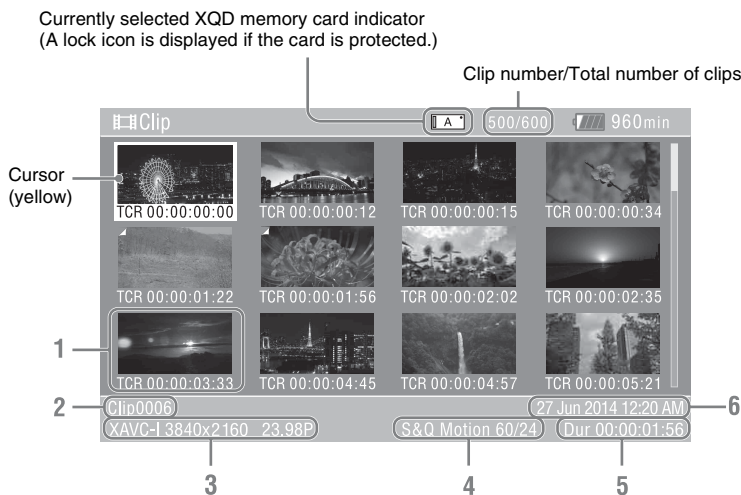 Currently selected XQD memory card indicator
(A lock icon is displayed if the card is protected.)
Clip number/Total number of clips
Clip
A
500/600
960min
Cursor
(yellow)
TCR 00:00:00:00
TCR 00:00:00:12
TCR 00:00:00:15
TCR 00:00:00:34
TCR 00:00:01:22
TCR 00:00:01:56
TCR 00:00:02:02
TCR 00:00:02:35
1
TCR 00:00:03:33
TCR 00:00:04:45
TCR 00:00:04:57
TCR 00:00:05:21
2
Clip0006
27 Jun 2014 12:20 AM
6
XAVC-I 3840x2160 23.98P
S&Q Motion 60/24
Dur 00:00:01:56
3
4
5